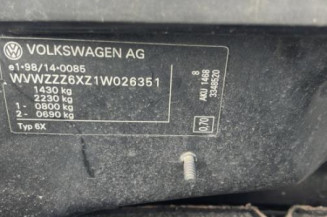 VOLKSWAGEN AG
e1*98/14*0085
WVWZZZ6XZ1W026351
1430 kg
2230 kg
1 - 0800 kg
2 - 0690 kg
Typ 6X
8
AKU 1468
3348520
0,70